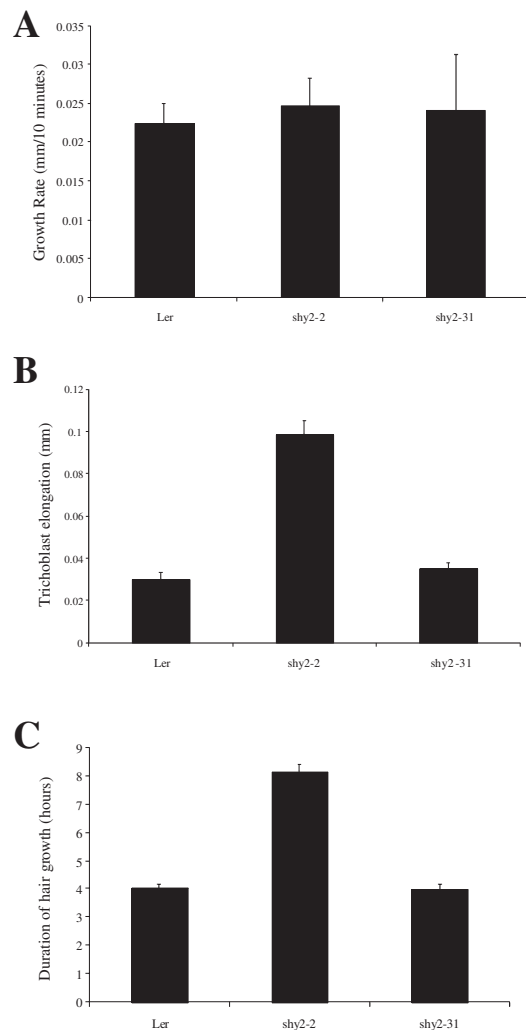 A
Growth Rate (mm/10 minutes)
0.035
0.03
0.025
0.02
0.015
0.01
0.005
0
Ler shy2-2 shy2-31
B
Trichoblast elongation (mm)
0.12
0.1
0.08
0.06
0.04
0.02
0
Ler shy2-2 shy2-31
C
Duration of hair growth (hours)
9
8
7
6
5
4
3
2
1
0
Ler shy2-2 shy2-31